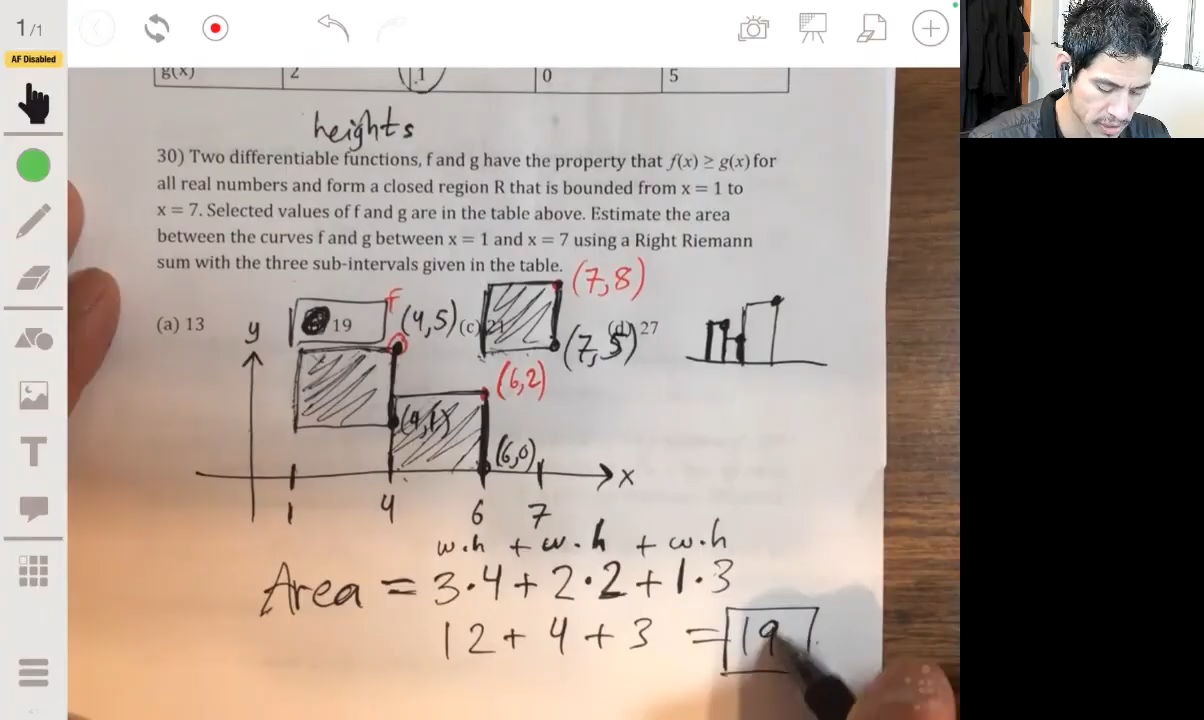 1/1
AF Disabled
g(x) 2 .1 0 5
heights
30) Two differentiable functions, f and g have the property that f(x) ≥ g(x) for
all real numbers and form a closed region R that is bounded from x = 1 to
x = 7. Selected values of f and g are in the table above. Estimate the area
between the curves f and g between x = 1 and x = 7 using a Right Riemann
sum with the three sub-intervals given in the table.
(7,8)
f
(a) 13 y 19 (4,5) (c) 21 (7,5) (d) 27
(6,2)
(4,1)
(6,0)
x
1 4 6 7
w.h + w.h + w.h
Area = 3·4 + 2·2 + 1·3
12 + 4 + 3 = 19
T